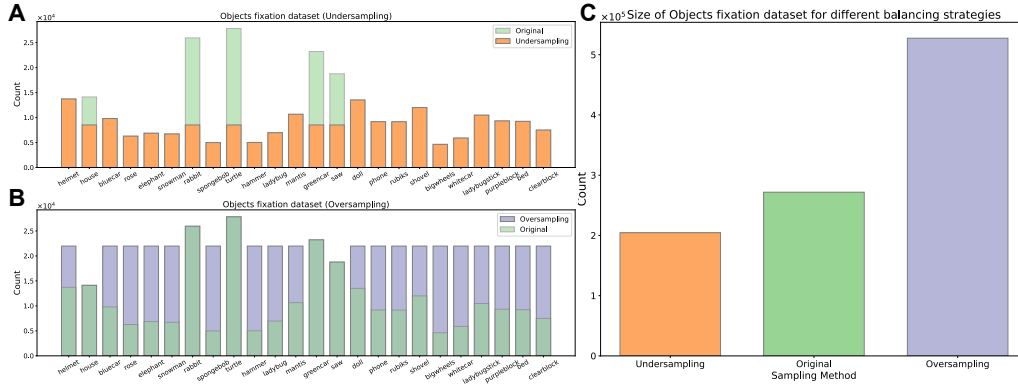 A
Objects fixation dataset (Undersampling)
×10⁴
Original
Undersampling
2.5
2.0
1.5
1.0
0.5
0.0
Count
helmet
house
bluecar
rose
elephant
snowman
rabbit
spongebob
turtle
hammer
ladybug
mantis
greencar
saw
doll
phone
rubiks
shovel
bigwheels
whitecar
ladybugstick
purpleblock
bed
clearblock
B
Objects fixation dataset (Oversampling)
×10⁴
Oversampling
Original
2.5
2.0
1.5
1.0
0.5
0.0
Count
helmet
house
bluecar
rose
elephant
snowman
rabbit
spongebob
turtle
hammer
ladybug
mantis
greencar
saw
doll
phone
rubiks
shovel
bigwheels
whitecar
ladybugstick
purpleblock
bed
clearblock
C
×10⁵ Size of Objects fixation dataset for different balancing strategies
5
4
3
2
1
0
Count
Undersampling
Original
Oversampling
Sampling Method